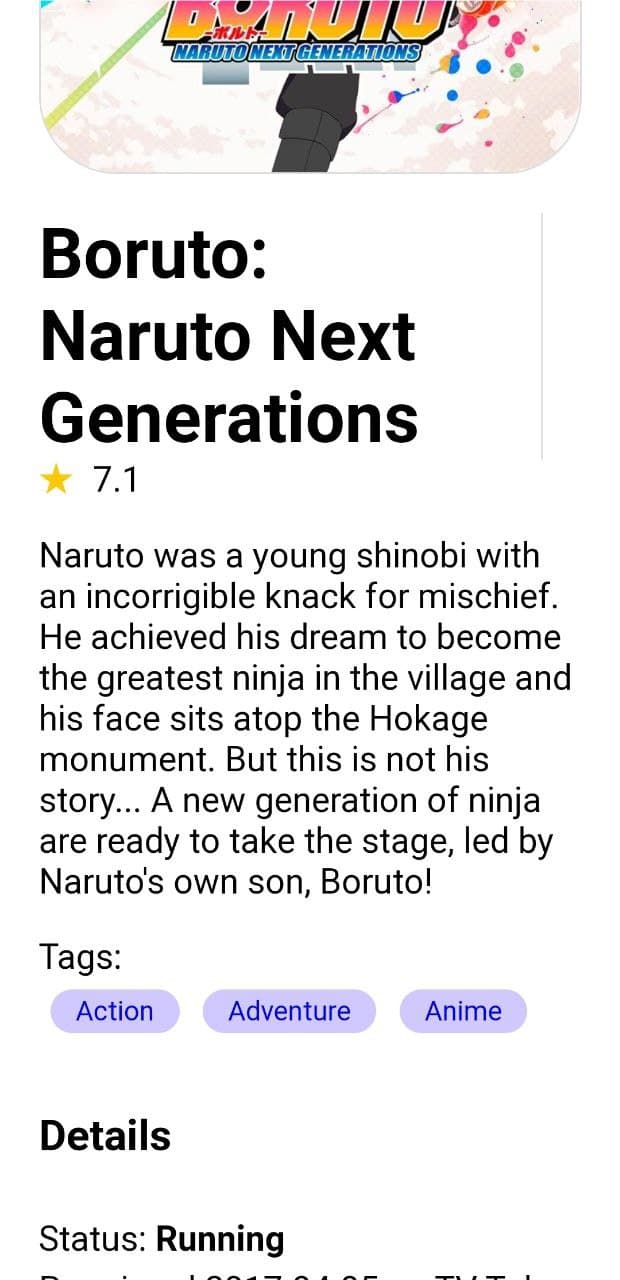 BORUTO
-ボルト-
NARUTO NEXT GENERATIONS
Boruto:
Naruto Next
Generations
7.1
Naruto was a young shinobi with
an incorrigible knack for mischief.
He achieved his dream to become
the greatest ninja in the village and
his face sits atop the Hokage
monument. But this is not his
story... A new generation of ninja
are ready to take the stage, led by
Naruto's own son, Boruto!
Tags:
Action Adventure Anime
Details
Status: Running